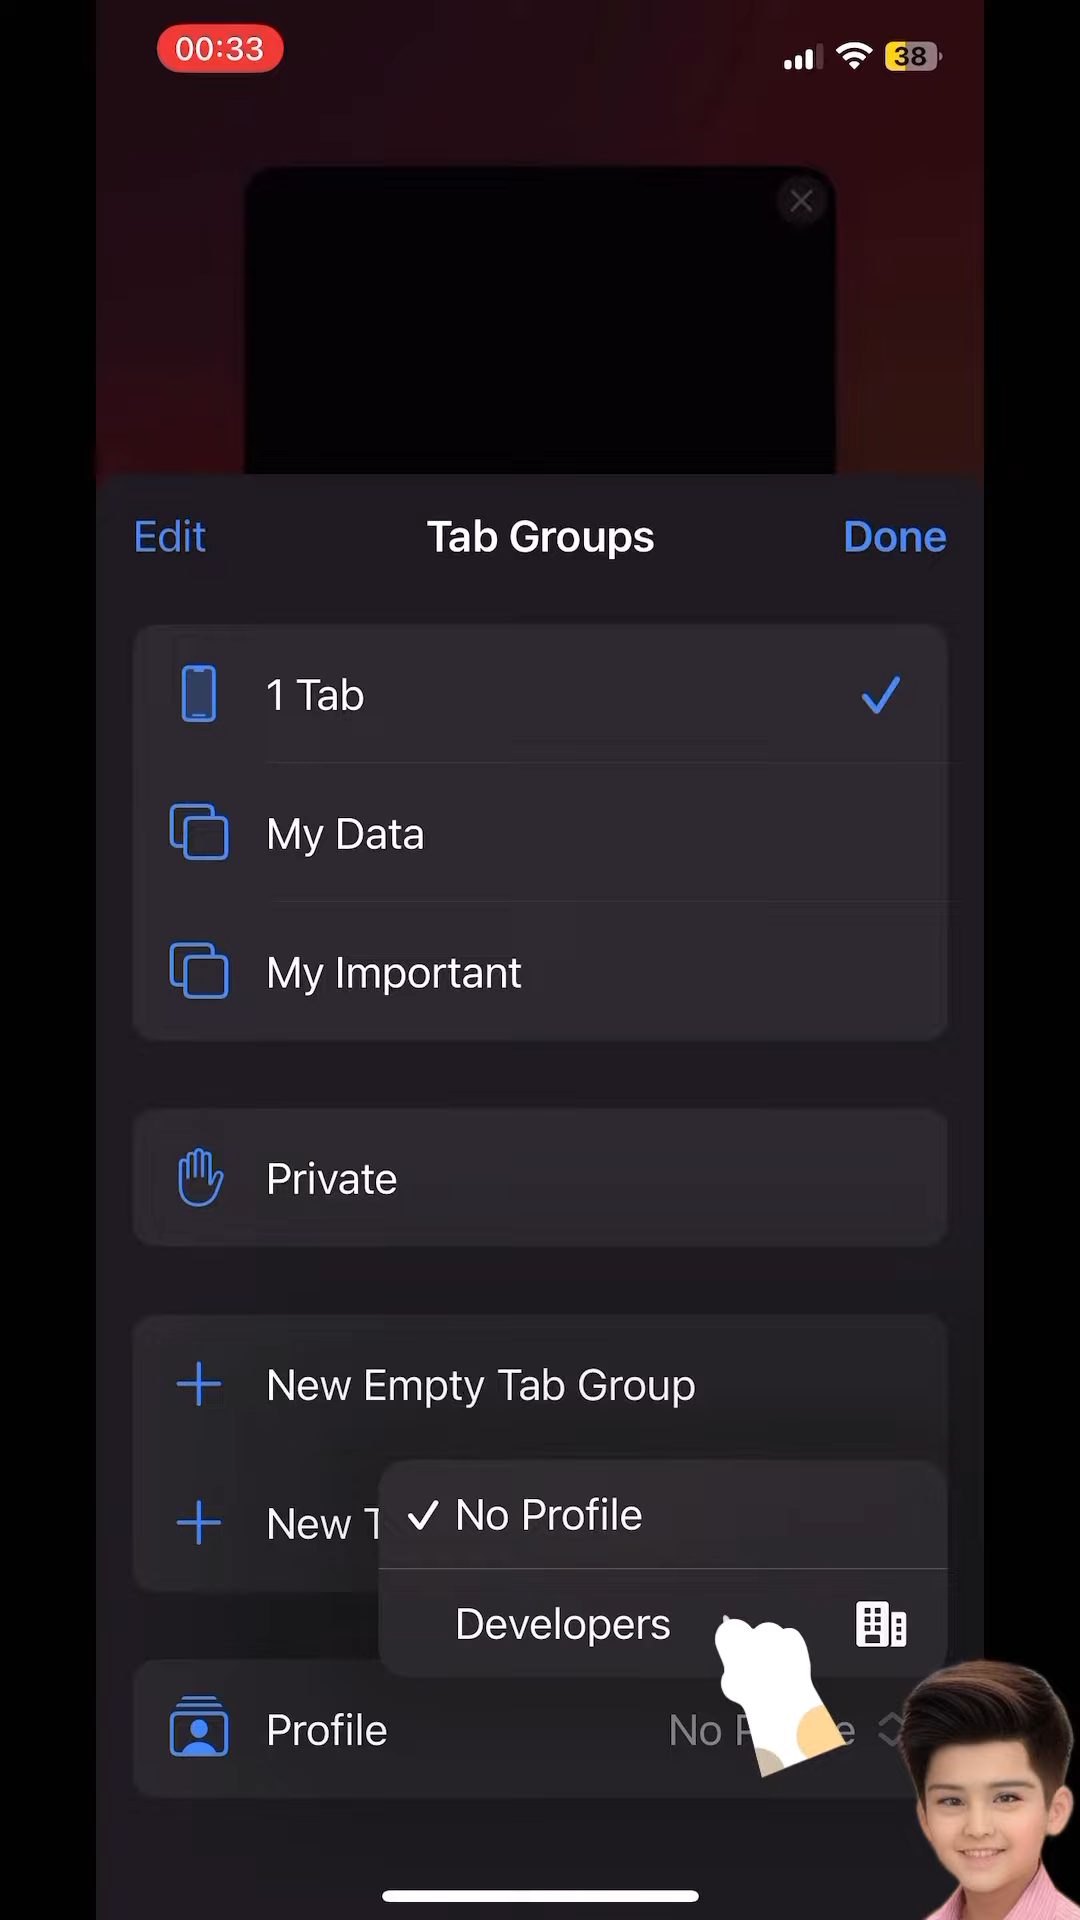 00:33
38
Edit
Tab Groups
Done
1 Tab
My Data
My Important
Private
New Empty Tab Group
New T
No Profile
Developers
Profile
No P
e